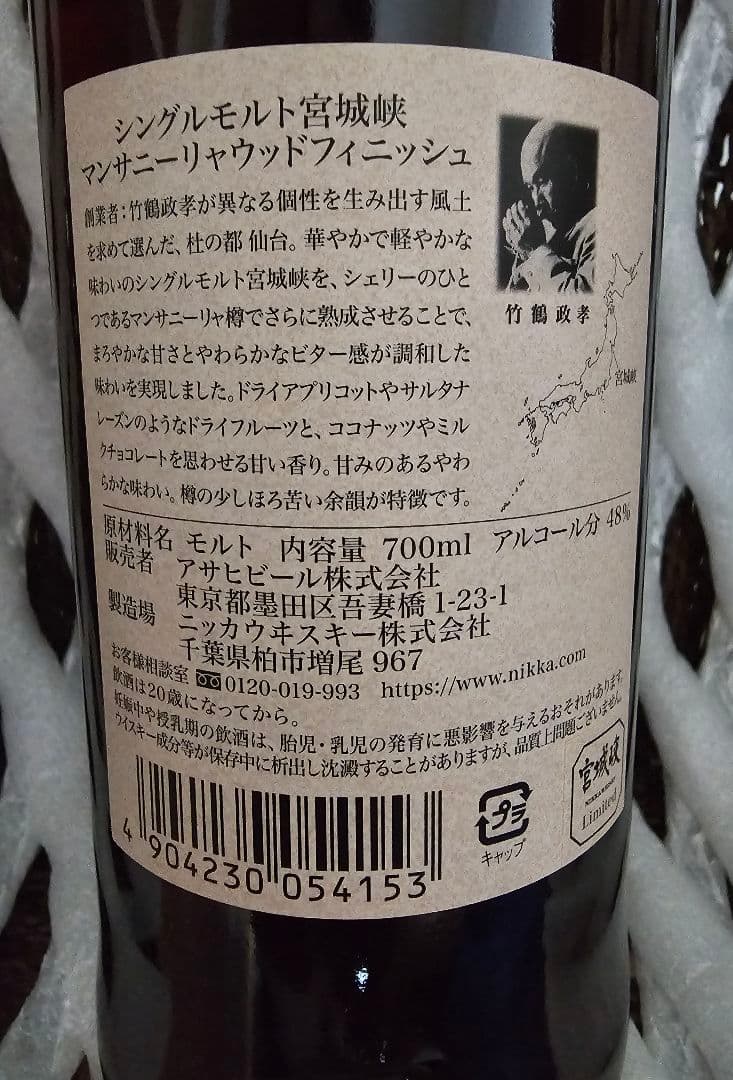 シングルモルト宮城峡
マンサニーリャウッドフィニッシュ
創業者:竹鶴政孝が異なる個性を生み出す風土
を求めて選んだ、杜の都 仙台。華やかで軽やかな
味わいのシングルモルト宮城峡を、シェリーのひと
つであるマンサニーリャ樽でさらに熟成させることで、
まろやかな甘さとやわらかなビター感が調和した
味わいを実現しました。ドライアプリコットやサルタナ
レーズンのようなドライフルーツと、ココナッツやミル
クチョコレートを思わせる甘い香り。甘みのあるやわ
らかな味わい。樽の少しほろ苦い余韻が特徴です。
竹鶴政孝
宮城峡
原材料名 モルト 内容量 700ml アルコール分 48%
販売者 アサヒビール株式会社
東京都墨田区吾妻橋1-23-1
製造場 ニッカウヰスキー株式会社
千葉県柏市増尾967
お客様相談室 0120-019-993 https://www.nikka.com
飲酒は20歳になってから。
妊娠中や授乳期の飲酒は、胎児・乳児の発育に悪影響を与えるおそれがあります。
ウイスキー成分等が保存中に析出し沈澱することがありますが、品質上問題ございません。
4 904230 054153
プラ
キャップ
宮城峡
NIKKA WHISKY
Limited